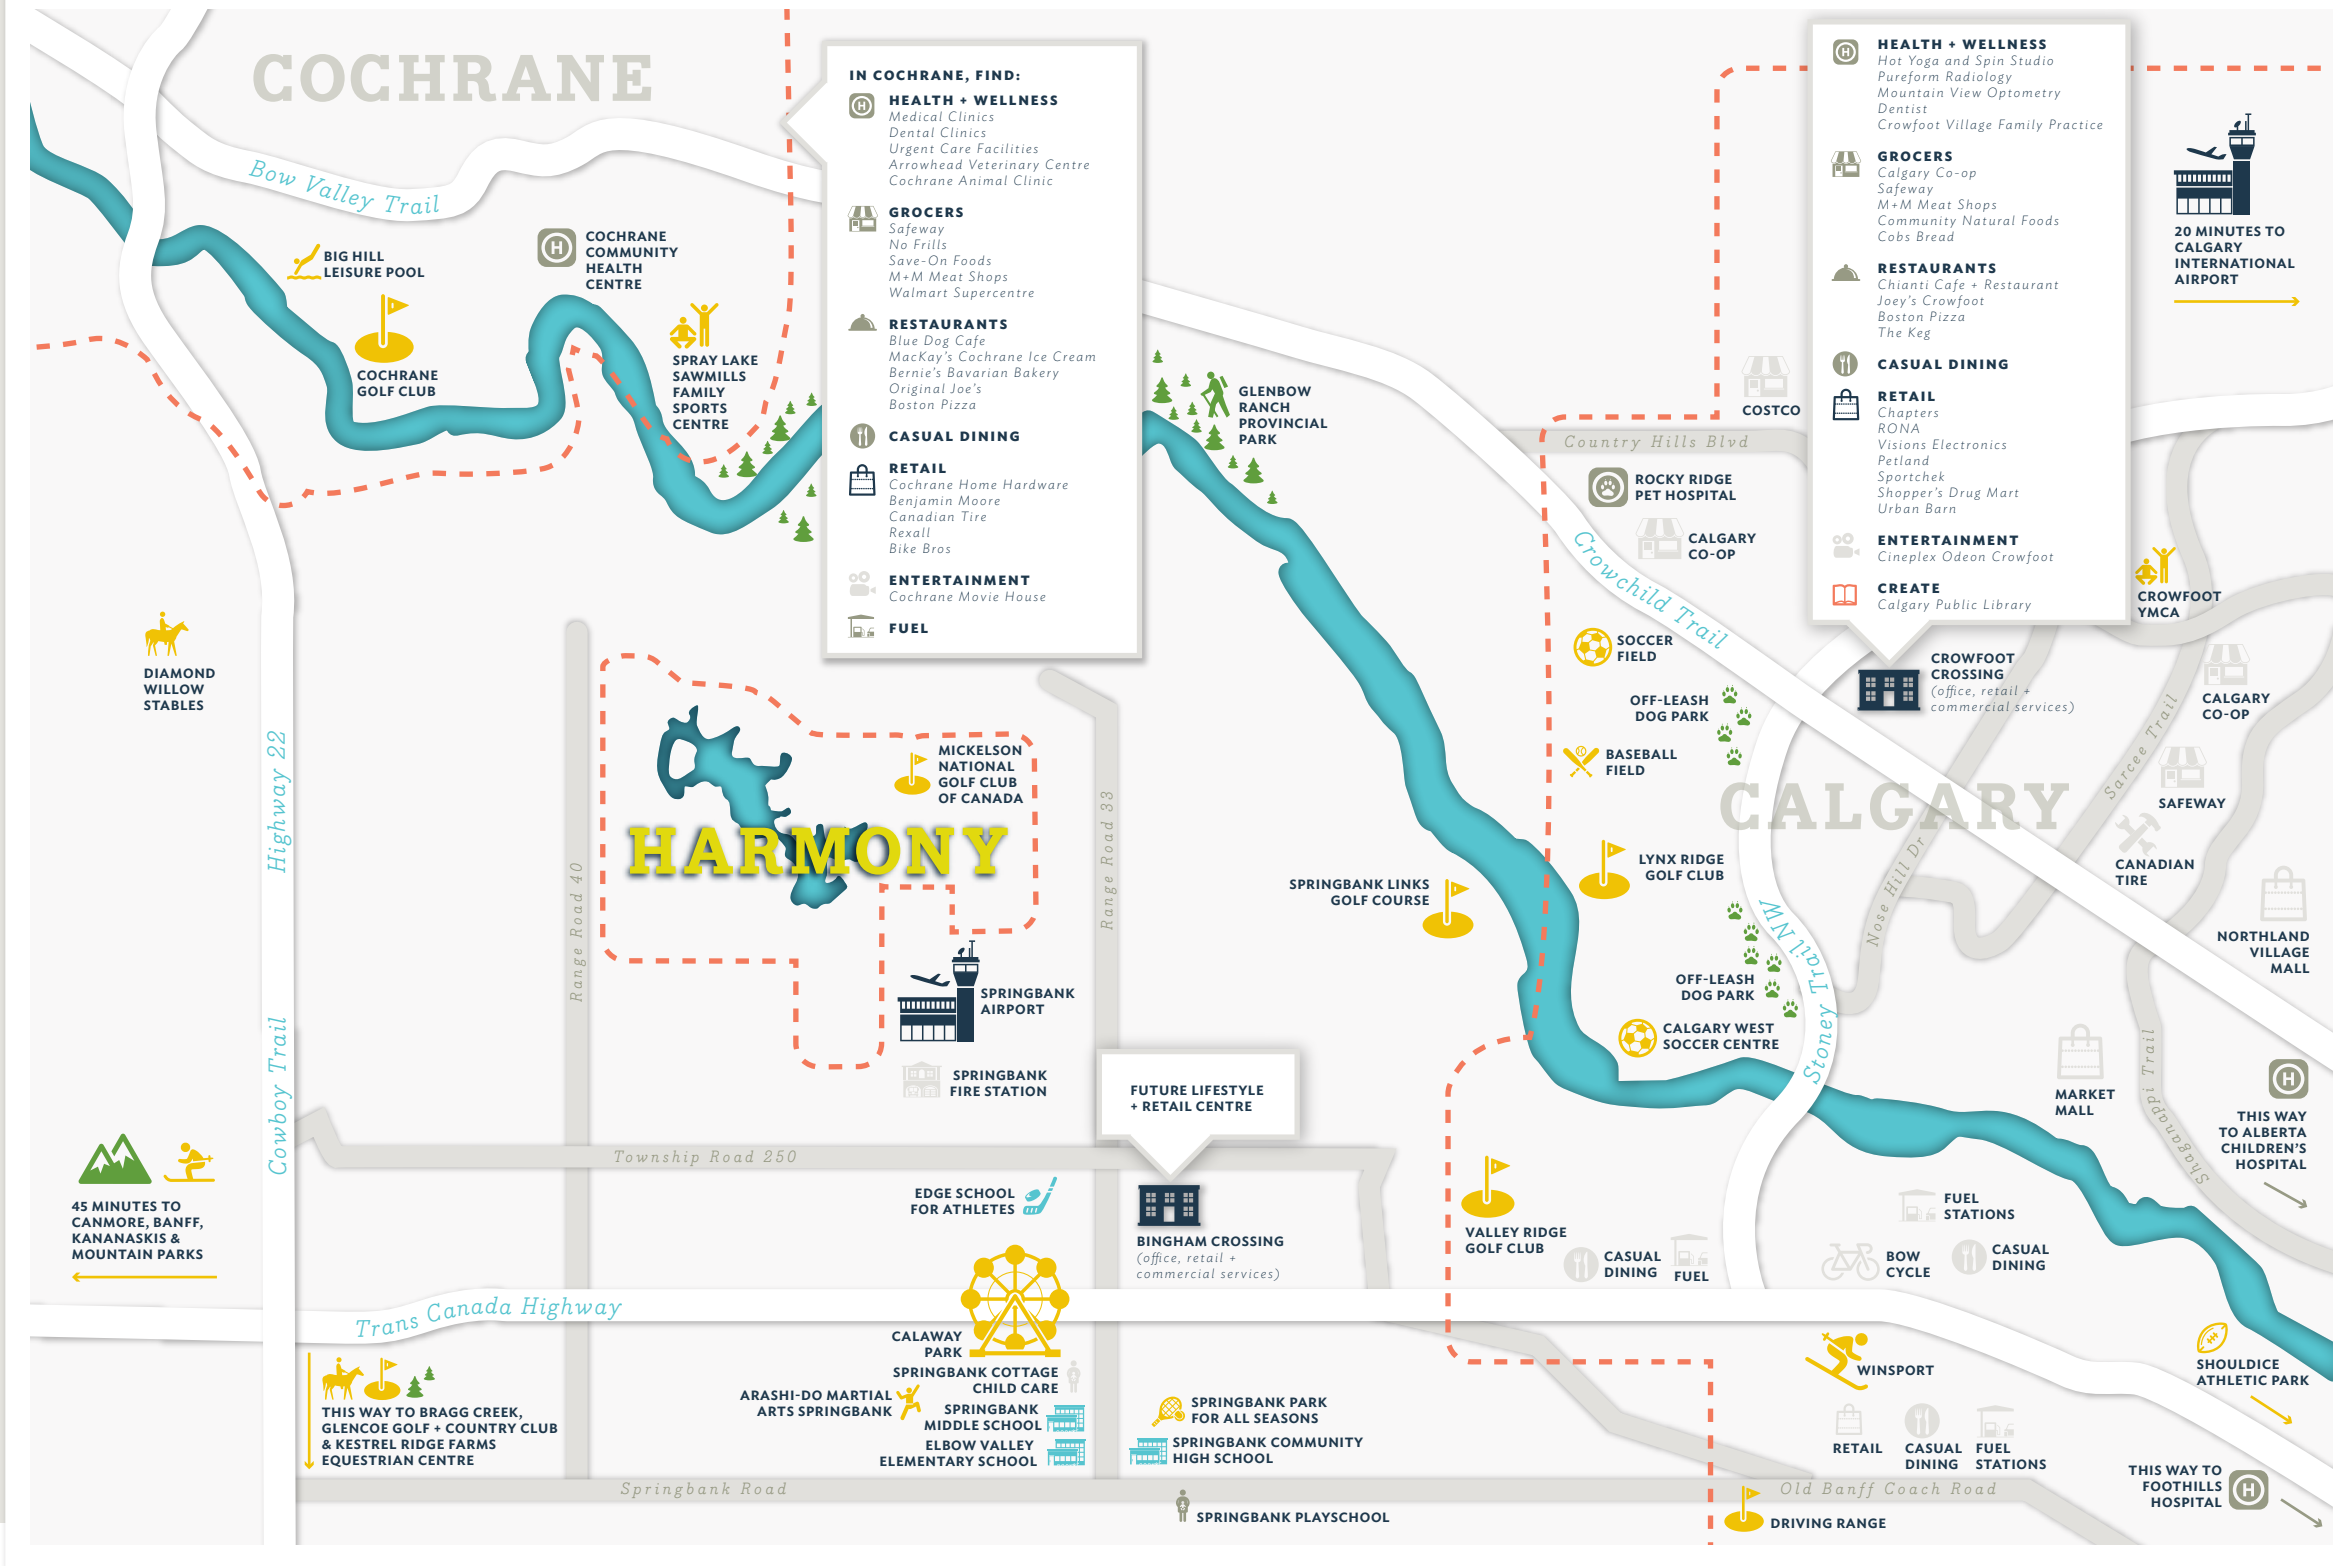 COCHRANE
Bow Valley Trail
BIG HILL
LEISURE POOL
COCHRANE
GOLF CLUB
COCHRANE
COMMUNITY
HEALTH
CENTRE
SPRAY LAKE
SAWMILLS
FAMILY
SPORTS
CENTRE
IN COCHRANE, FIND:
HEALTH + WELLNESS
Medical Clinics
Dental Clinics
Urgent Care Facilities
Arrowhead Veterinary Centre
Cochrane Animal Clinic
GROCERS
Safeway
No Frills
Save-On Foods
M+M Meat Shops
Walmart Supercentre
RESTAURANTS
Blue Dog Cafe
MacKay's Cochrane Ice Cream
Bernie's Bavarian Bakery
Original Joe's
Boston Pizza
CASUAL DINING
RETAIL
Cochrane Home Hardware
Benjamin Moore
Canadian Tire
Rexall
Bike Bros
ENTERTAINMENT
Cochrane Movie House
FUEL
GLENBOW
RANCH
PROVINCIAL
PARK
HEALTH + WELLNESS
Hot Yoga and Spin Studio
Pureform Radiology
Mountain View Optometry
Dentist
Crowfoot Village Family Practice
GROCERS
Calgary Co-op
Safeway
M+M Meat Shops
Community Natural Foods
Cobs Bread
RESTAURANTS
Chianti Cafe + Restaurant
Joey's Crowfoot
Boston Pizza
The Keg
CASUAL DINING
RETAIL
Chapters
RONA
Visions Electronics
Petland
Sportchek
Shopper's Drug Mart
Urban Barn
ENTERTAINMENT
Cineplex Odeon Crowfoot
CREATE
Calgary Public Library
20 MINUTES TO
CALGARY
INTERNATIONAL
AIRPORT
COSTCO
Country Hills Blvd
ROCKY RIDGE
PET HOSPITAL
CALGARY
CO-OP
Crowchild Trail
CROWFOOT
YMCA
SOCCER
FIELD
OFF-LEASH
DOG PARK
BASEBALL
FIELD
CROWFOOT
CROSSING
(office, retail +
commercial services)
CALGARY
CO-OP
Sarcee Trail
SAFEWAY
CALGARY
CANADIAN
TIRE
Nose Hill Dr
NORTHLAND
VILLAGE
MALL
LYNX RIDGE
GOLF CLUB
SPRINGBANK LINKS
GOLF COURSE
Stoney Trail NW
OFF-LEASH
DOG PARK
CALGARY WEST
SOCCER CENTRE
MARKET
MALL
Shaganappi Trail
H
THIS WAY
TO ALBERTA
CHILDREN'S
HOSPITAL
DIAMOND
WILLOW
STABLES
Highway 22
Cowboy Trail
Range Road 40
MICKELSON
NATIONAL
GOLF CLUB
OF CANADA
HARMONY
Range Road 33
SPRINGBANK
AIRPORT
SPRINGBANK
FIRE STATION
FUTURE LIFESTYLE
+ RETAIL CENTRE
Township Road 250
EDGE SCHOOL
FOR ATHLETES
BINGHAM CROSSING
(office, retail +
commercial services)
45 MINUTES TO
CANMORE, BANFF,
KANANASKIS &
MOUNTAIN PARKS
Trans Canada Highway
VALLEY RIDGE
GOLF CLUB
CASUAL
DINING
FUEL
FUEL
STATIONS
BOW
CYCLE
CASUAL
DINING
CALAWAY
PARK
SPRINGBANK COTTAGE
CHILD CARE
ARASHI-DO MARTIAL
ARTS SPRINGBANK
SPRINGBANK
MIDDLE SCHOOL
ELBOW VALLEY
ELEMENTARY SCHOOL
SPRINGBANK PARK
FOR ALL SEASONS
SPRINGBANK COMMUNITY
HIGH SCHOOL
THIS WAY TO BRAGG CREEK,
GLENCOE GOLF + COUNTRY CLUB
& KESTREL RIDGE FARMS
EQUESTRIAN CENTRE
Springbank Road
SPRINGBANK PLAYSCHOOL
WINSPORT
RETAIL
CASUAL
DINING
FUEL
STATIONS
SHOULDICE
ATHLETIC PARK
Old Banff Coach Road
DRIVING RANGE
THIS WAY TO
FOOTHILLS
HOSPITAL
H